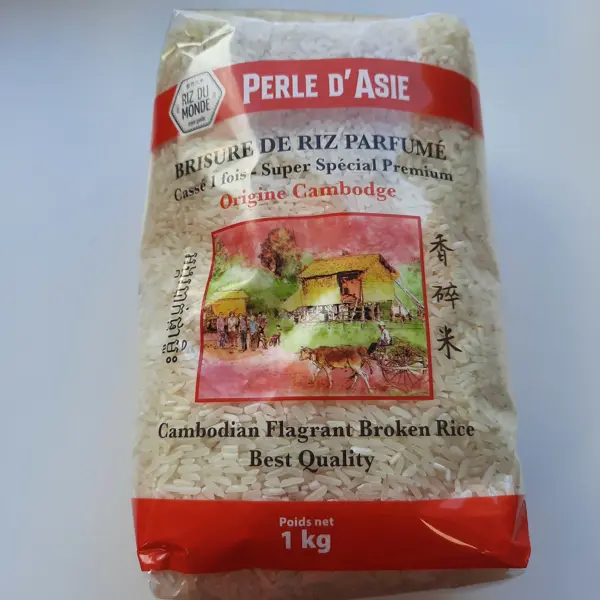 RIZ DU
MONDE
PERLE D'ASIE
BRISURE DE RIZ PARFUMÉ
Cassé 1 fois - Super Spécial Premium
Origine Cambodge
香碎米
Cambodian Flagrant Broken Rice
Best Quality
Poids net
1 kg